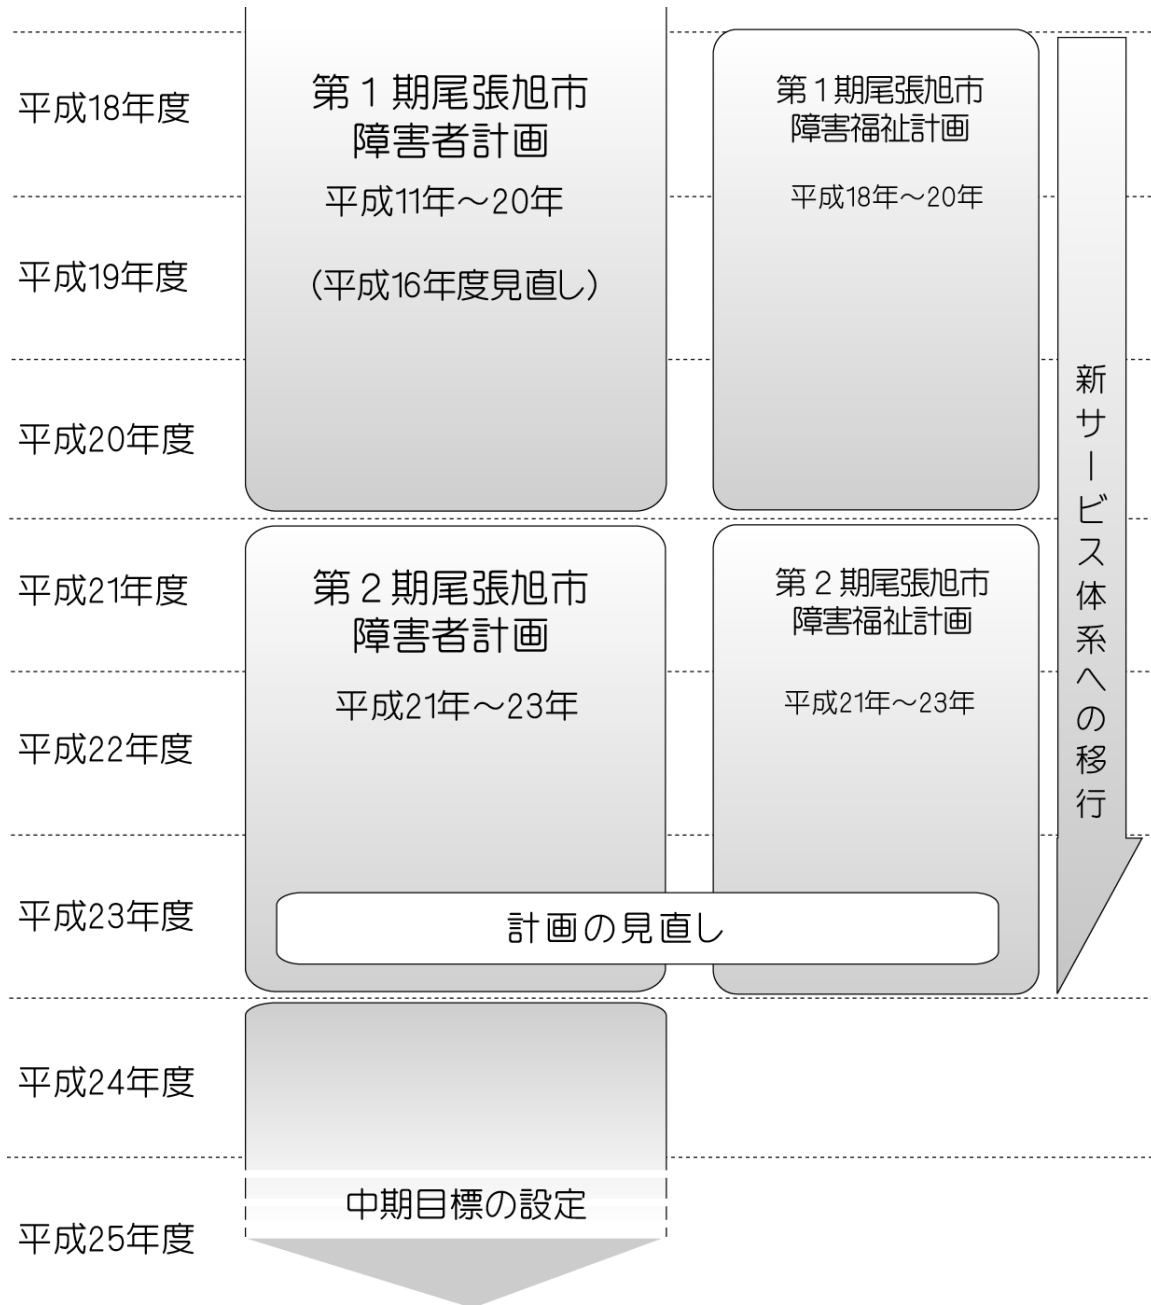 平成18年度
平成19年度
平成20年度
平成21年度
平成22年度
平成23年度
平成24年度
平成25年度
第1期尾張旭市
障害者計画
平成11年～20年
(平成16年度見直し)
第2期尾張旭市
障害者計画
平成21年～23年
第1期尾張旭市
障害福祉計画
平成18年～20年
第2期尾張旭市
障害福祉計画
平成21年～23年
計画の見直し
中期目標の設定
新サービス体系への移行